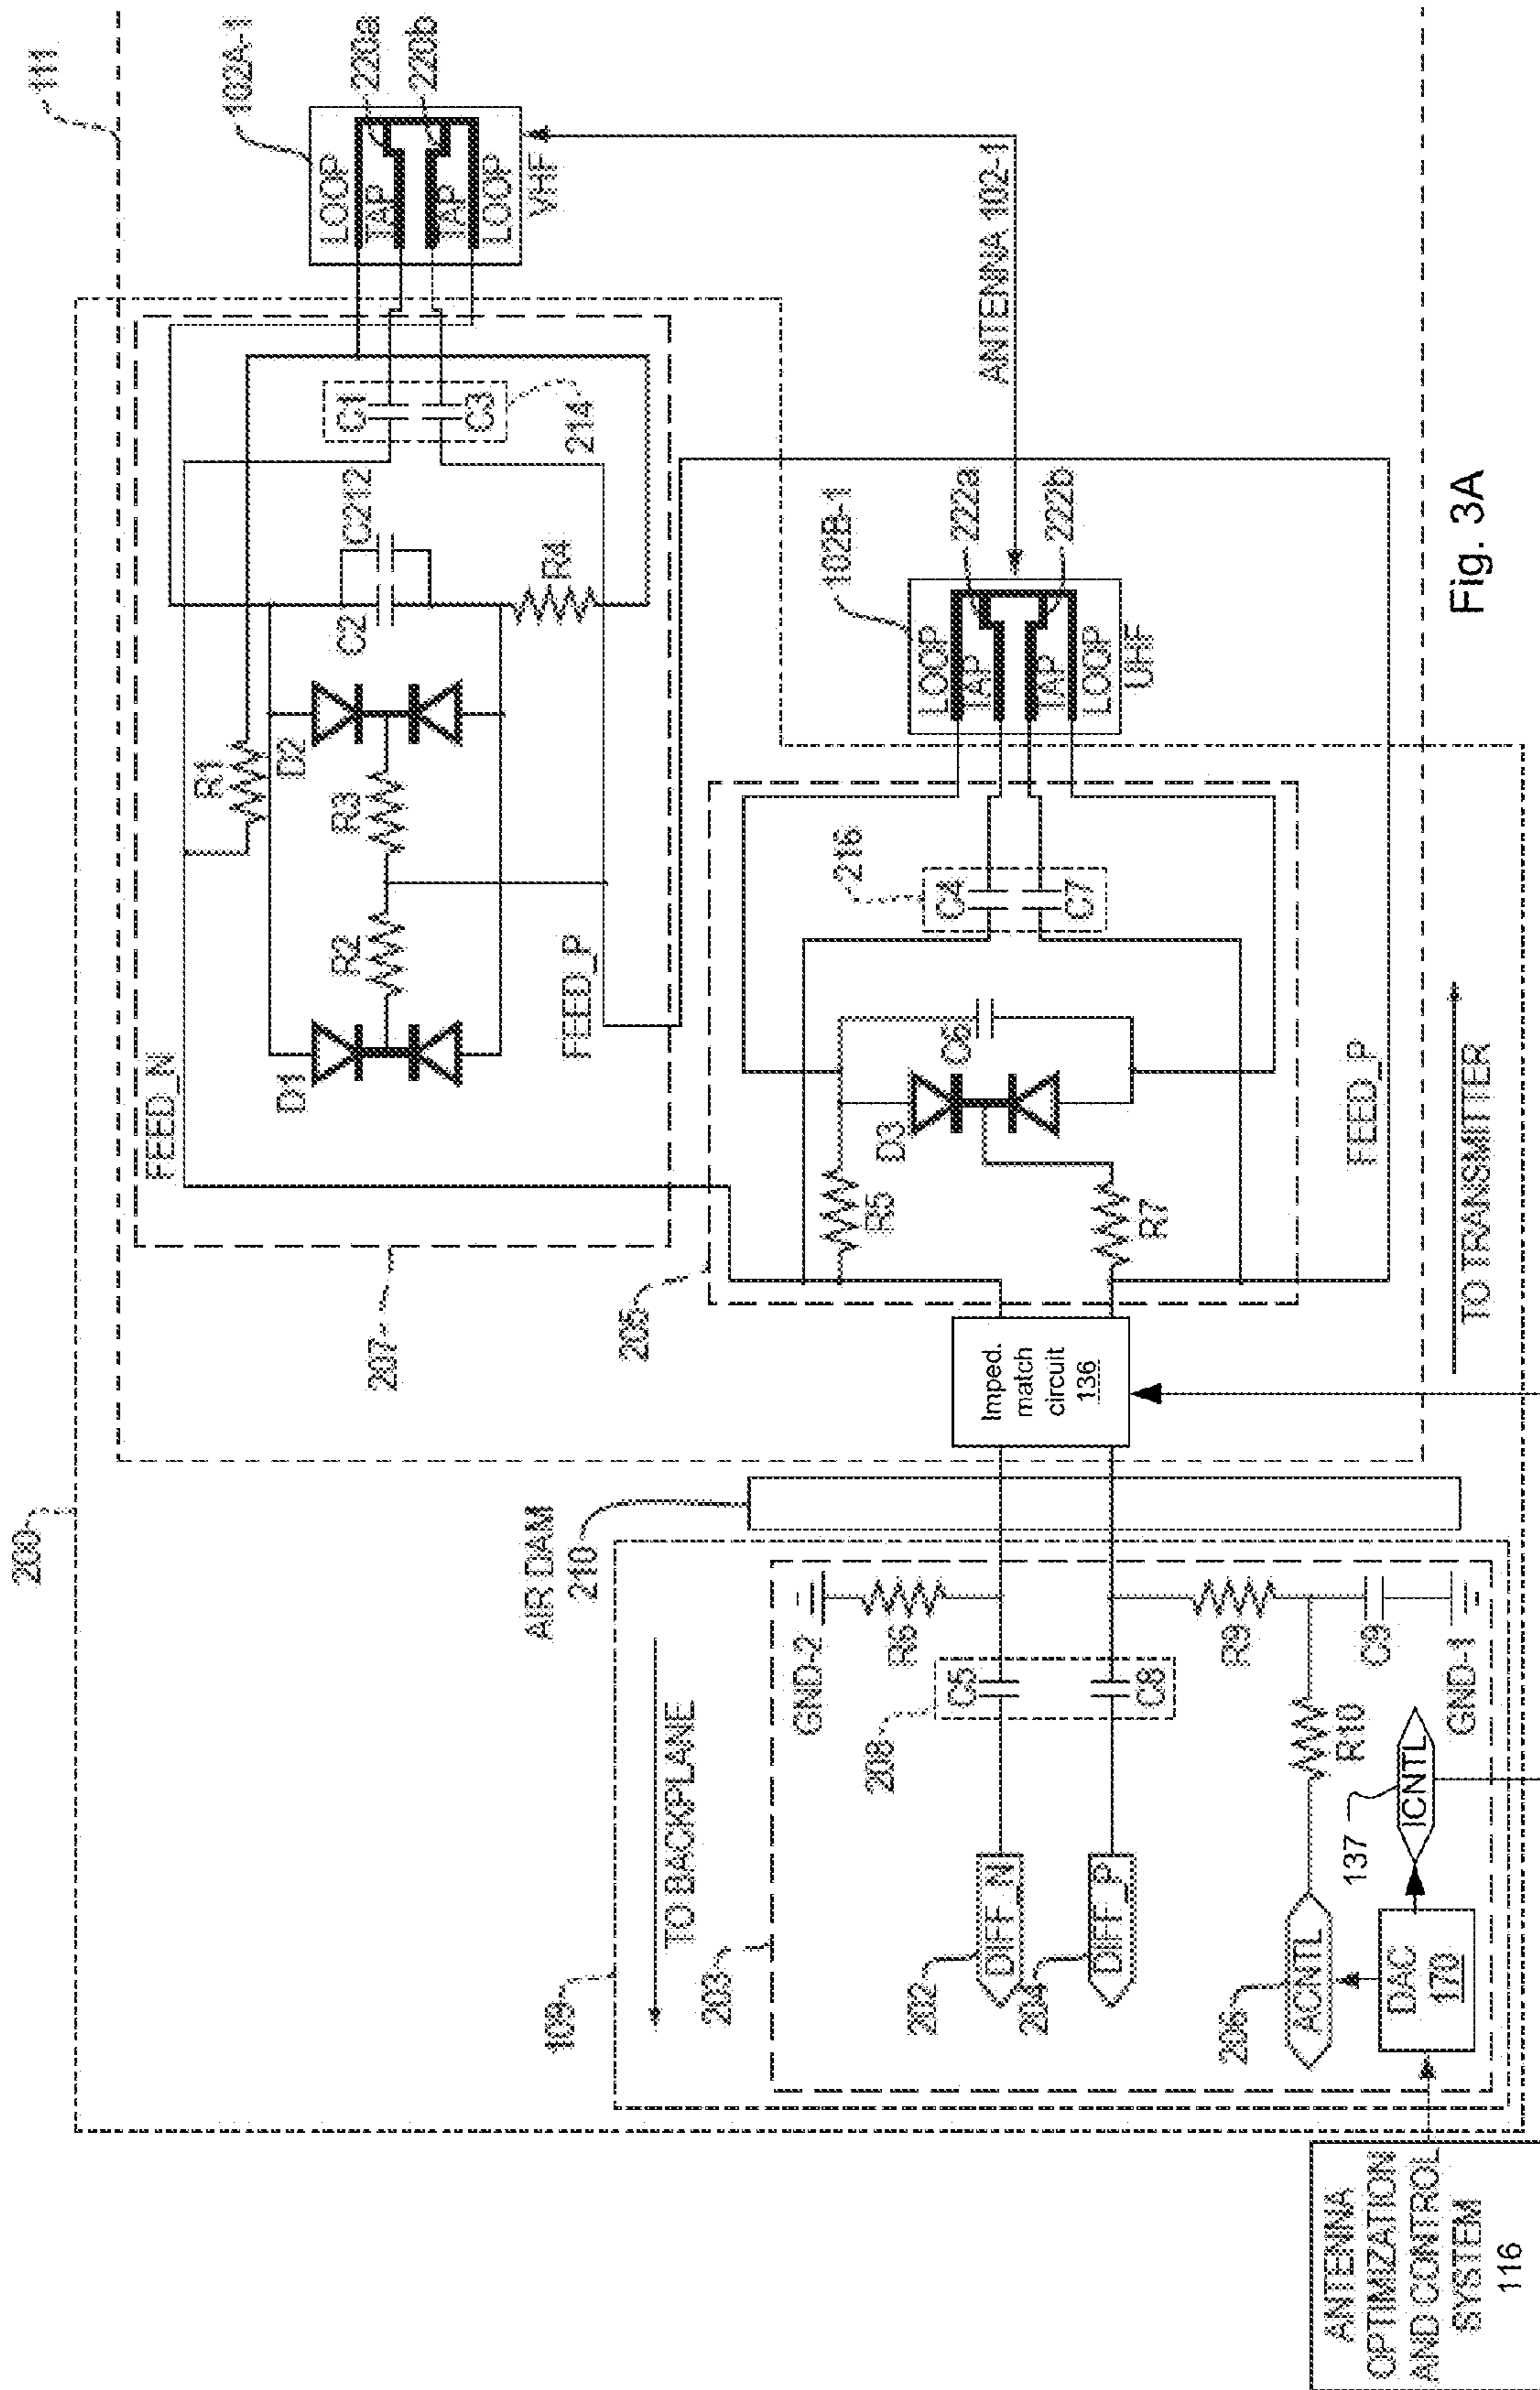 200
111
207
FEED_N
R1
D1
R2
R3
D2
C2
C212
R4
C1
C3
214
FEED_P
LOOP
TAP
TAP
LOOP
VHF
102A-1
220a
220b
ANTENNA 102-1
205
R5
D3
C6
R7
216
C4
C7
FEED_P
LOOP
TAP
TAP
LOOP
UHF
102B-1
222a
222b
Imped.
match
circuit
136
TO TRANSMITTER
AIR DAM
210
109
TO BACKPLANE
203
GND-2
R6
208
C5
C8
202
DIFF_N
204
DIFF_P
R9
R10
C9
GND-1
206
ACNTL
137
ICNTL
DAC
170
ANTENNA
OPTIMIZATION
AND CONTROL
SYSTEM
116
Fig. 3A